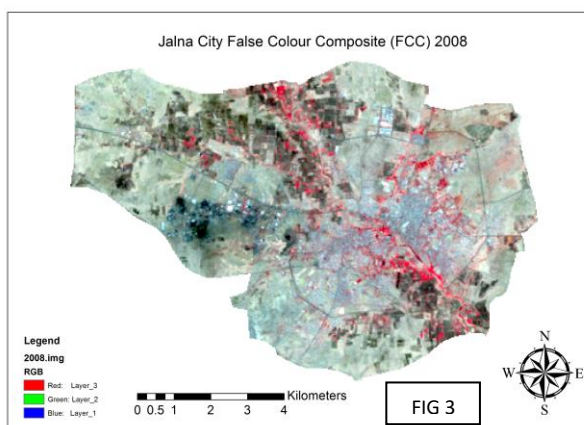 Jalna City False Colour Composite (FCC) 2008
Legend
2008.img
RGB
Red: Layer_3
Green: Layer_2
Blue: Layer_1
Kilometers
0 0.5 1 2 3 4
FIG 3
N
W E
S